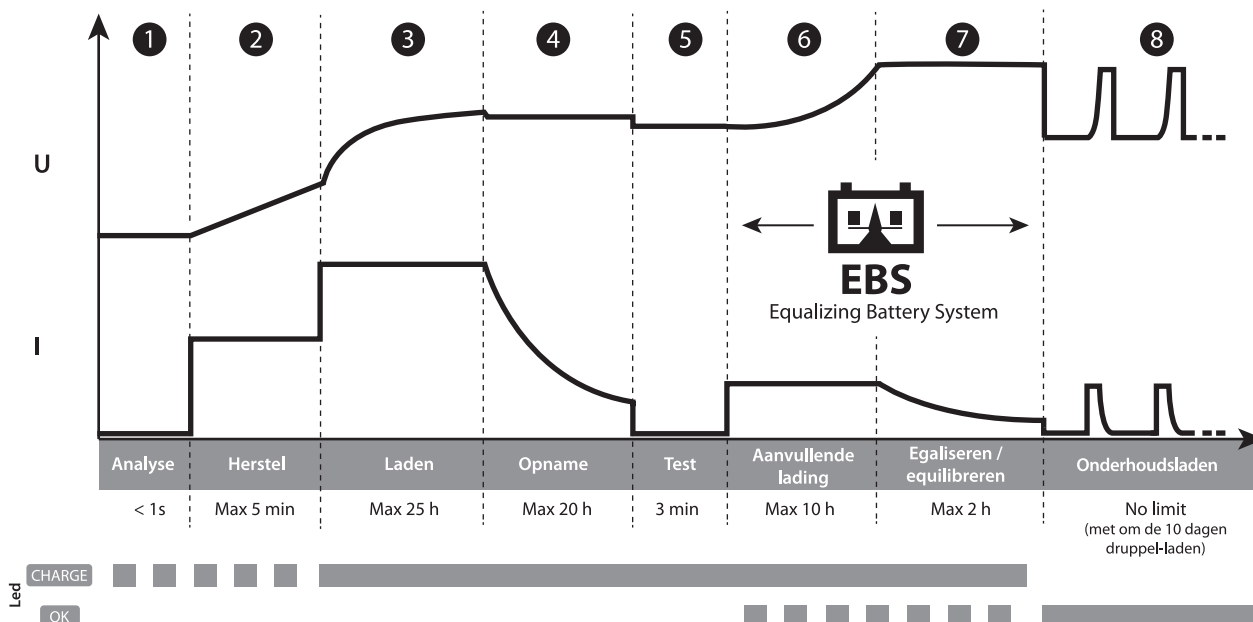 1 2 3 4 5 6 7 8
U
EBS
Equalizing Battery System
I
Analyse Herstel Laden Opname Test Aanvullende lading Egaliseren / equilibreren Onderhoudsladen
< 1s Max 5 min Max 25 h Max 20 h 3 min Max 10 h Max 2 h No limit
(met om de 10 dagen
druppel-laden)
Led
CHARGE
OK